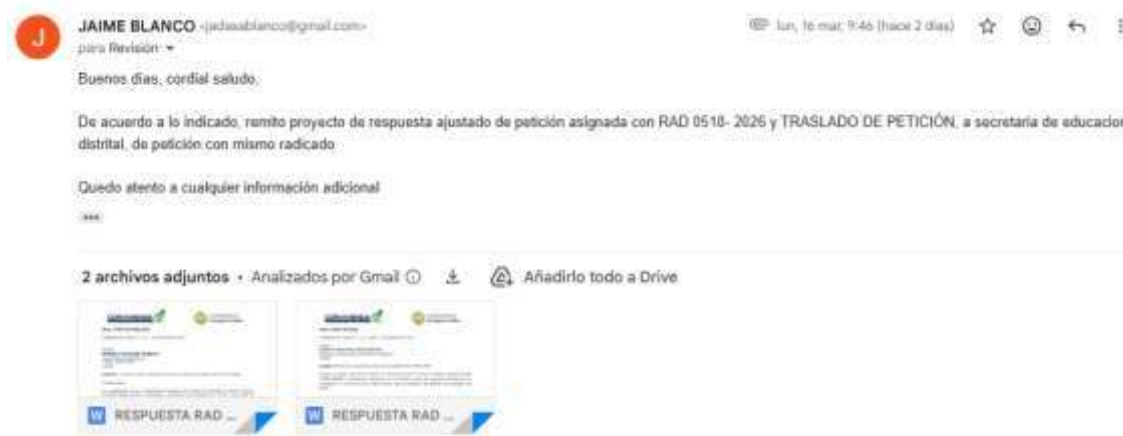 J
JAIME BLANCO <jadasablanco@gmail.com>
lun, 16 mar, 9:46 (hace 2 días)
para Revisión
Buenos días, cordial saludo,
De acuerdo a lo indicado, remito proyecto de respuesta ajustado de petición asignada con RAD 0518- 2026 y TRASLADO DE PETICIÓN, a secretaria de educacion
distrital, de petición con mismo radicado
Quedo atento a cualquier información adicional
2 archivos adjuntos • Analizados por Gmail
Añadirlo todo a Drive
W RESPUESTA RAD ...
W RESPUESTA RAD ...